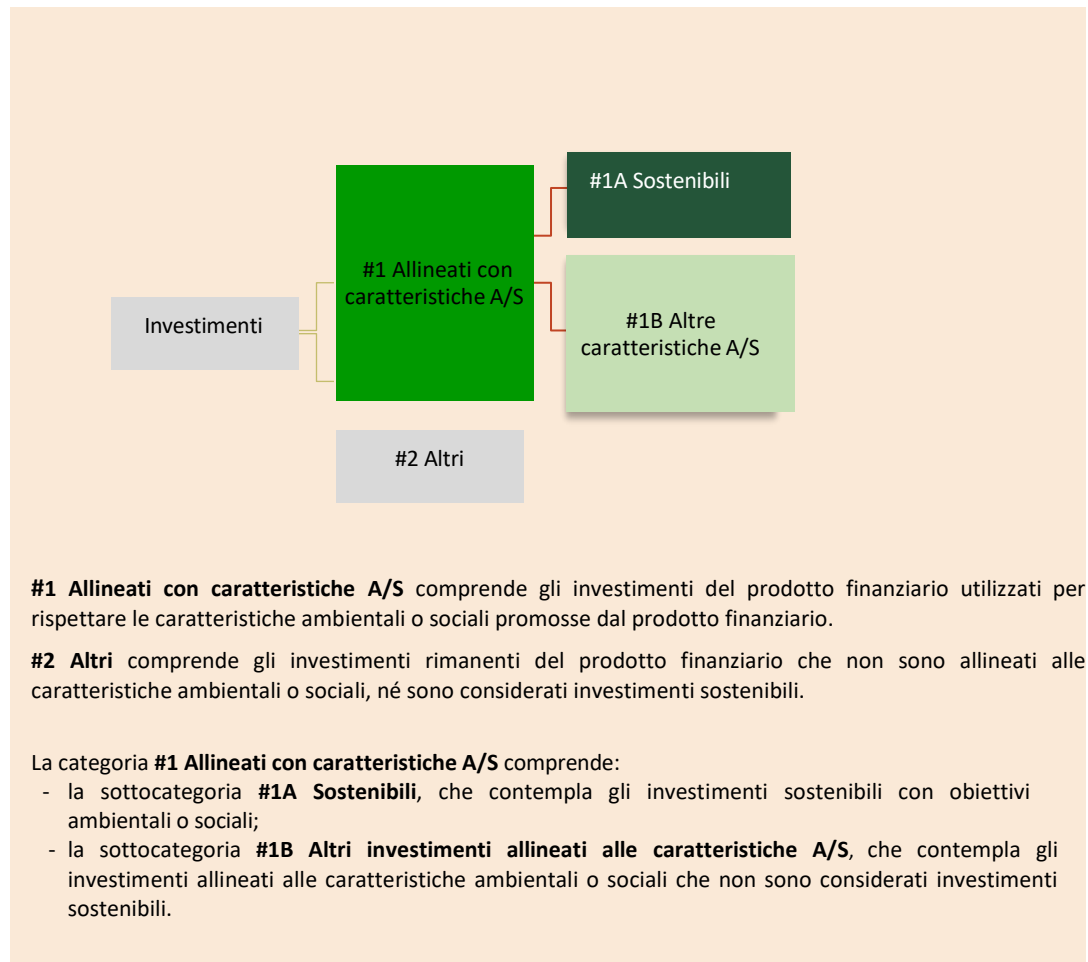 #1A Sostenibili
#1 Allineati con
caratteristiche A/S
Investimenti
#1B Altre
caratteristiche A/S
#2 Altri
#1 Allineati con caratteristiche A/S comprende gli investimenti del prodotto finanziario utilizzati per
rispettare le caratteristiche ambientali o sociali promosse dal prodotto finanziario.
#2 Altri comprende gli investimenti rimanenti del prodotto finanziario che non sono allineati alle
caratteristiche ambientali o sociali, né sono considerati investimenti sostenibili.
La categoria #1 Allineati con caratteristiche A/S comprende:
- la sottocategoria #1A Sostenibili, che contempla gli investimenti sostenibili con obiettivi
ambientali o sociali;
- la sottocategoria #1B Altri investimenti allineati alle caratteristiche A/S, che contempla gli
investimenti allineati alle caratteristiche ambientali o sociali che non sono considerati investimenti
sostenibili.